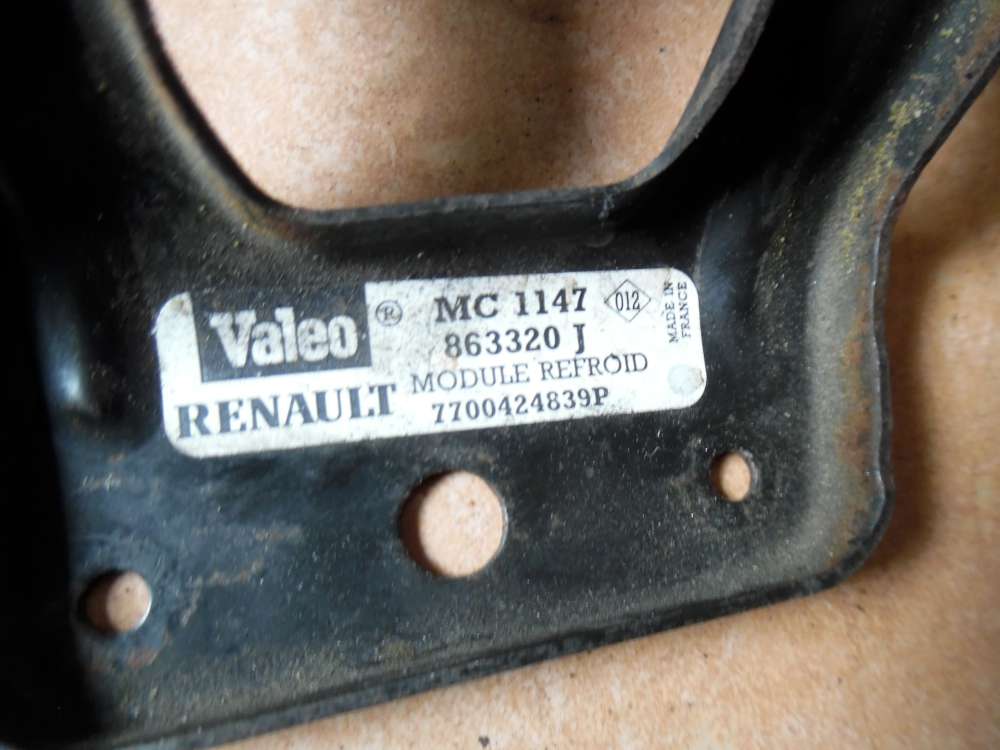 Valeo ® MC 1147 012
863320 J
MODULE REFROID
RENAULT 7700424839P
MADE IN
FRANCE